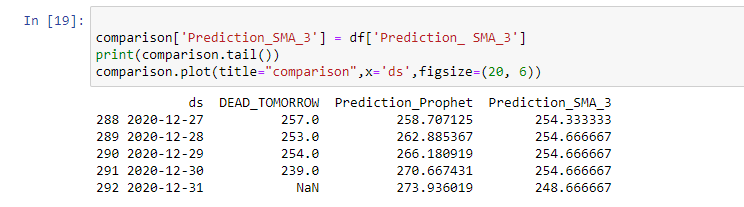 In [19]:
comparison['Prediction_SMA_3'] = df['Prediction_ SMA_3']
print(comparison.tail())
comparison.plot(title="comparison",x='ds',figsize=(20, 6))
ds DEAD_TOMORROW Prediction_Prophet Prediction_SMA_3
288 2020-12-27 257.0 258.707125 254.333333
289 2020-12-28 253.0 262.885367 254.666667
290 2020-12-29 254.0 266.180919 254.666667
291 2020-12-30 239.0 270.667431 254.666667
292 2020-12-31 NaN 273.936019 248.666667